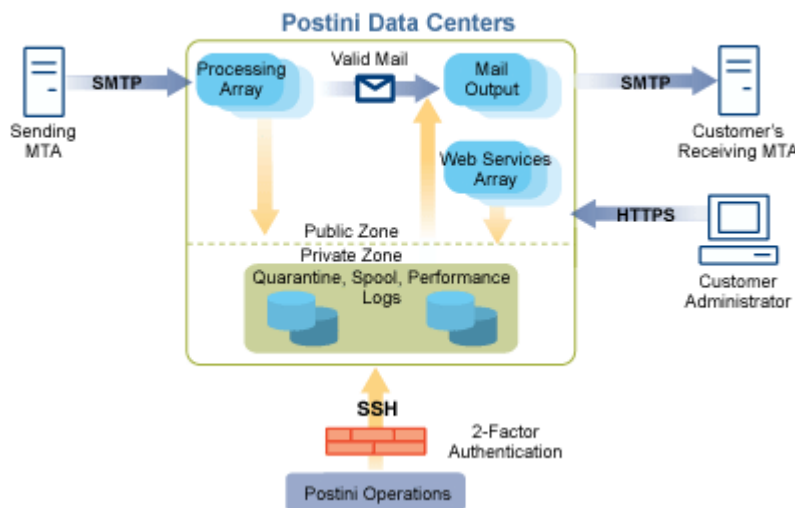 Postini Data Centers
SMTP
Sending
MTA
Processing
Array
Valid Mail
Mail
Output
SMTP
Customer's
Receiving MTA
Web Services
Array
HTTPS
Customer
Administrator
Public Zone
Private Zone
Quarantine, Spool, Performance
Logs
SSH
2-Factor
Authentication
Postini Operations